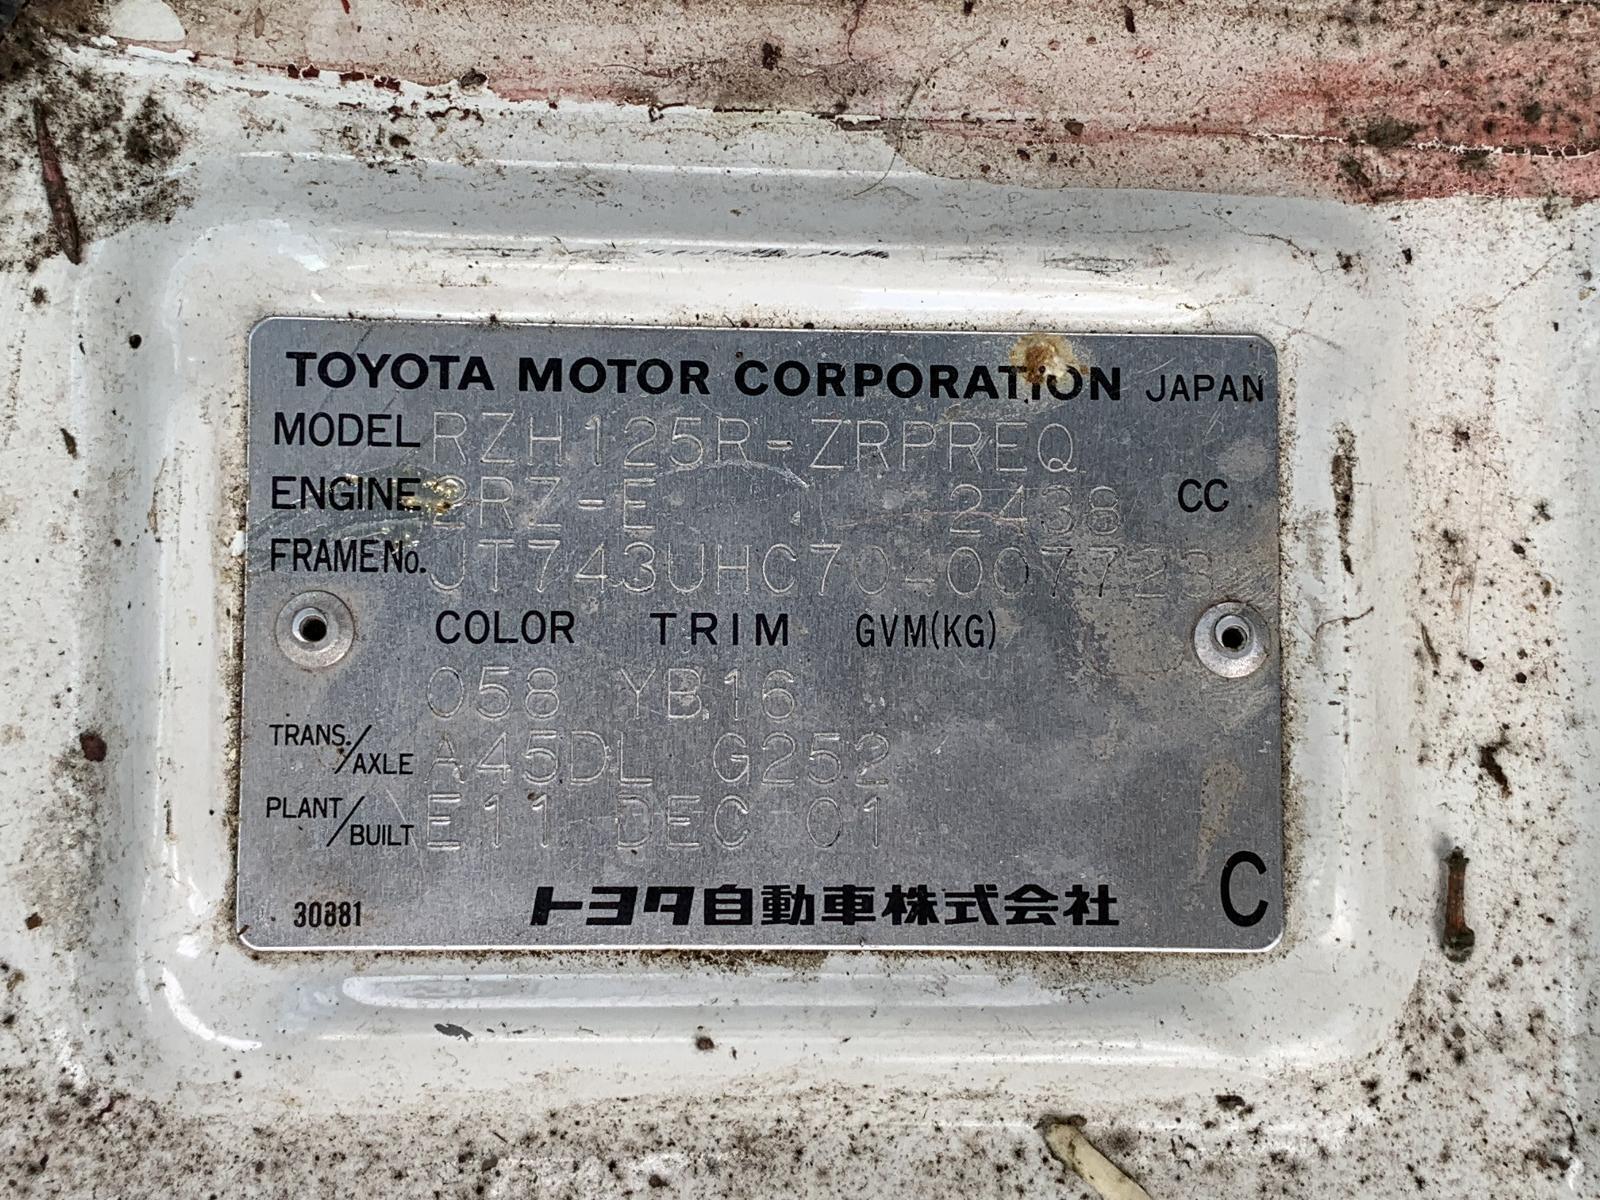 TOYOTA MOTOR CORPORATION JAPAN
MODEL RZH125R-ZRPREQ
ENGINE 2RZ-E 2438 CC
FRAME No. JT743UHC70-007723
COLOR TRIM GVM(KG)
058 YB16
TRANS./AXLE A45DL G252
PLANT/BUILT E11 DEC 01
トヨタ自動車株式会社 C
30881